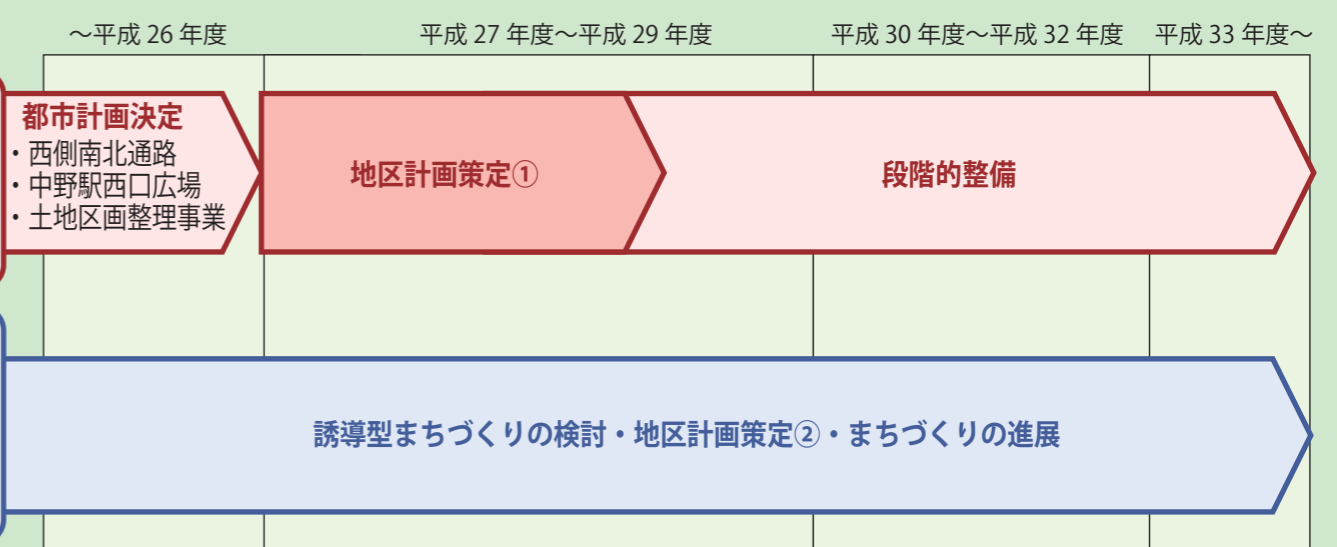 ～平成 26 年度
平成 27 年度～平成 29 年度
平成 30 年度～平成 32 年度
平成 33 年度～
都市計画決定
・西側南北通路
・中野駅西口広場
・土地区画整理事業
地区計画策定①
段階的整備
誘導型まちづくりの検討・地区計画策定②・まちづくりの進展